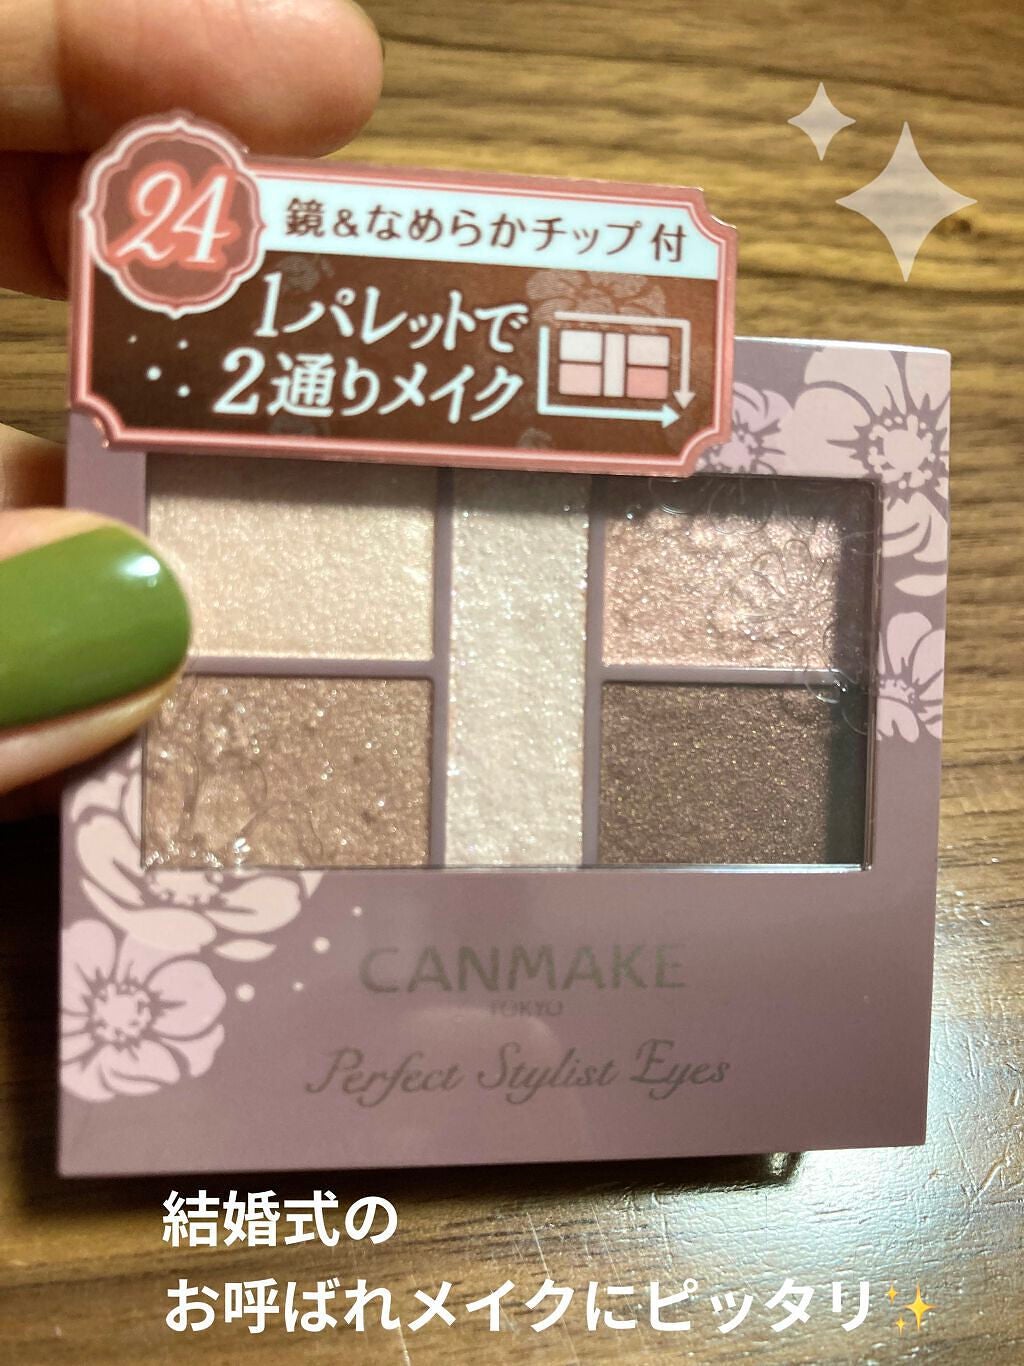 24
鏡&なめらかチップ付
1パレットで
2通りメイク
CANMAKE
TOKYO
Perfect Stylist Eyes
結婚式の
お呼ばれメイクにピッタリ✨